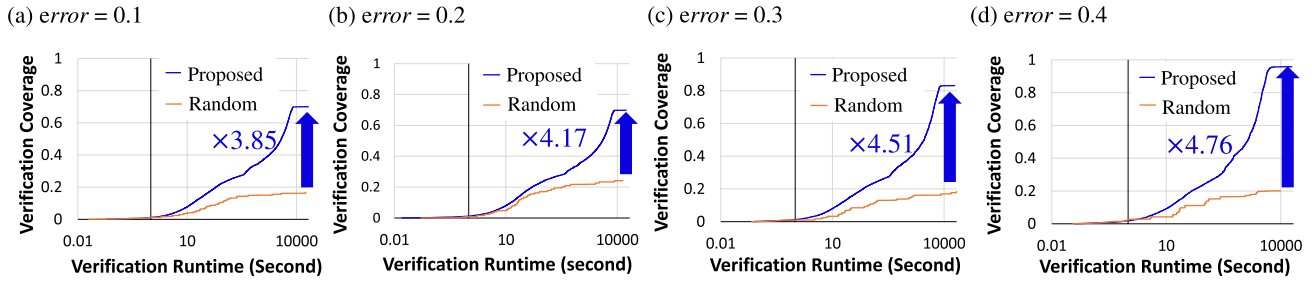 (a) error = 0.1
Verification Coverage
1
0.8
0.6
0.4
0.2
0
Proposed
Random
×3.85
0.01
10
10000
Verification Runtime (Second)
(b) error = 0.2
Verification Coverage
1
0.8
0.6
0.4
0.2
0
Proposed
Random
×4.17
0.01
10
10000
Verification Runtime (second)
(c) error = 0.3
Verification Coverage
1
0.8
0.6
0.4
0.2
0
Proposed
Random
×4.51
0.01
10
10000
Verification Runtime (Second)
(d) error = 0.4
Verification Coverage
1
0.8
0.6
0.4
0.2
0
Proposed
Random
×4.76
0.01
10
10000
Verification Runtime (Second)